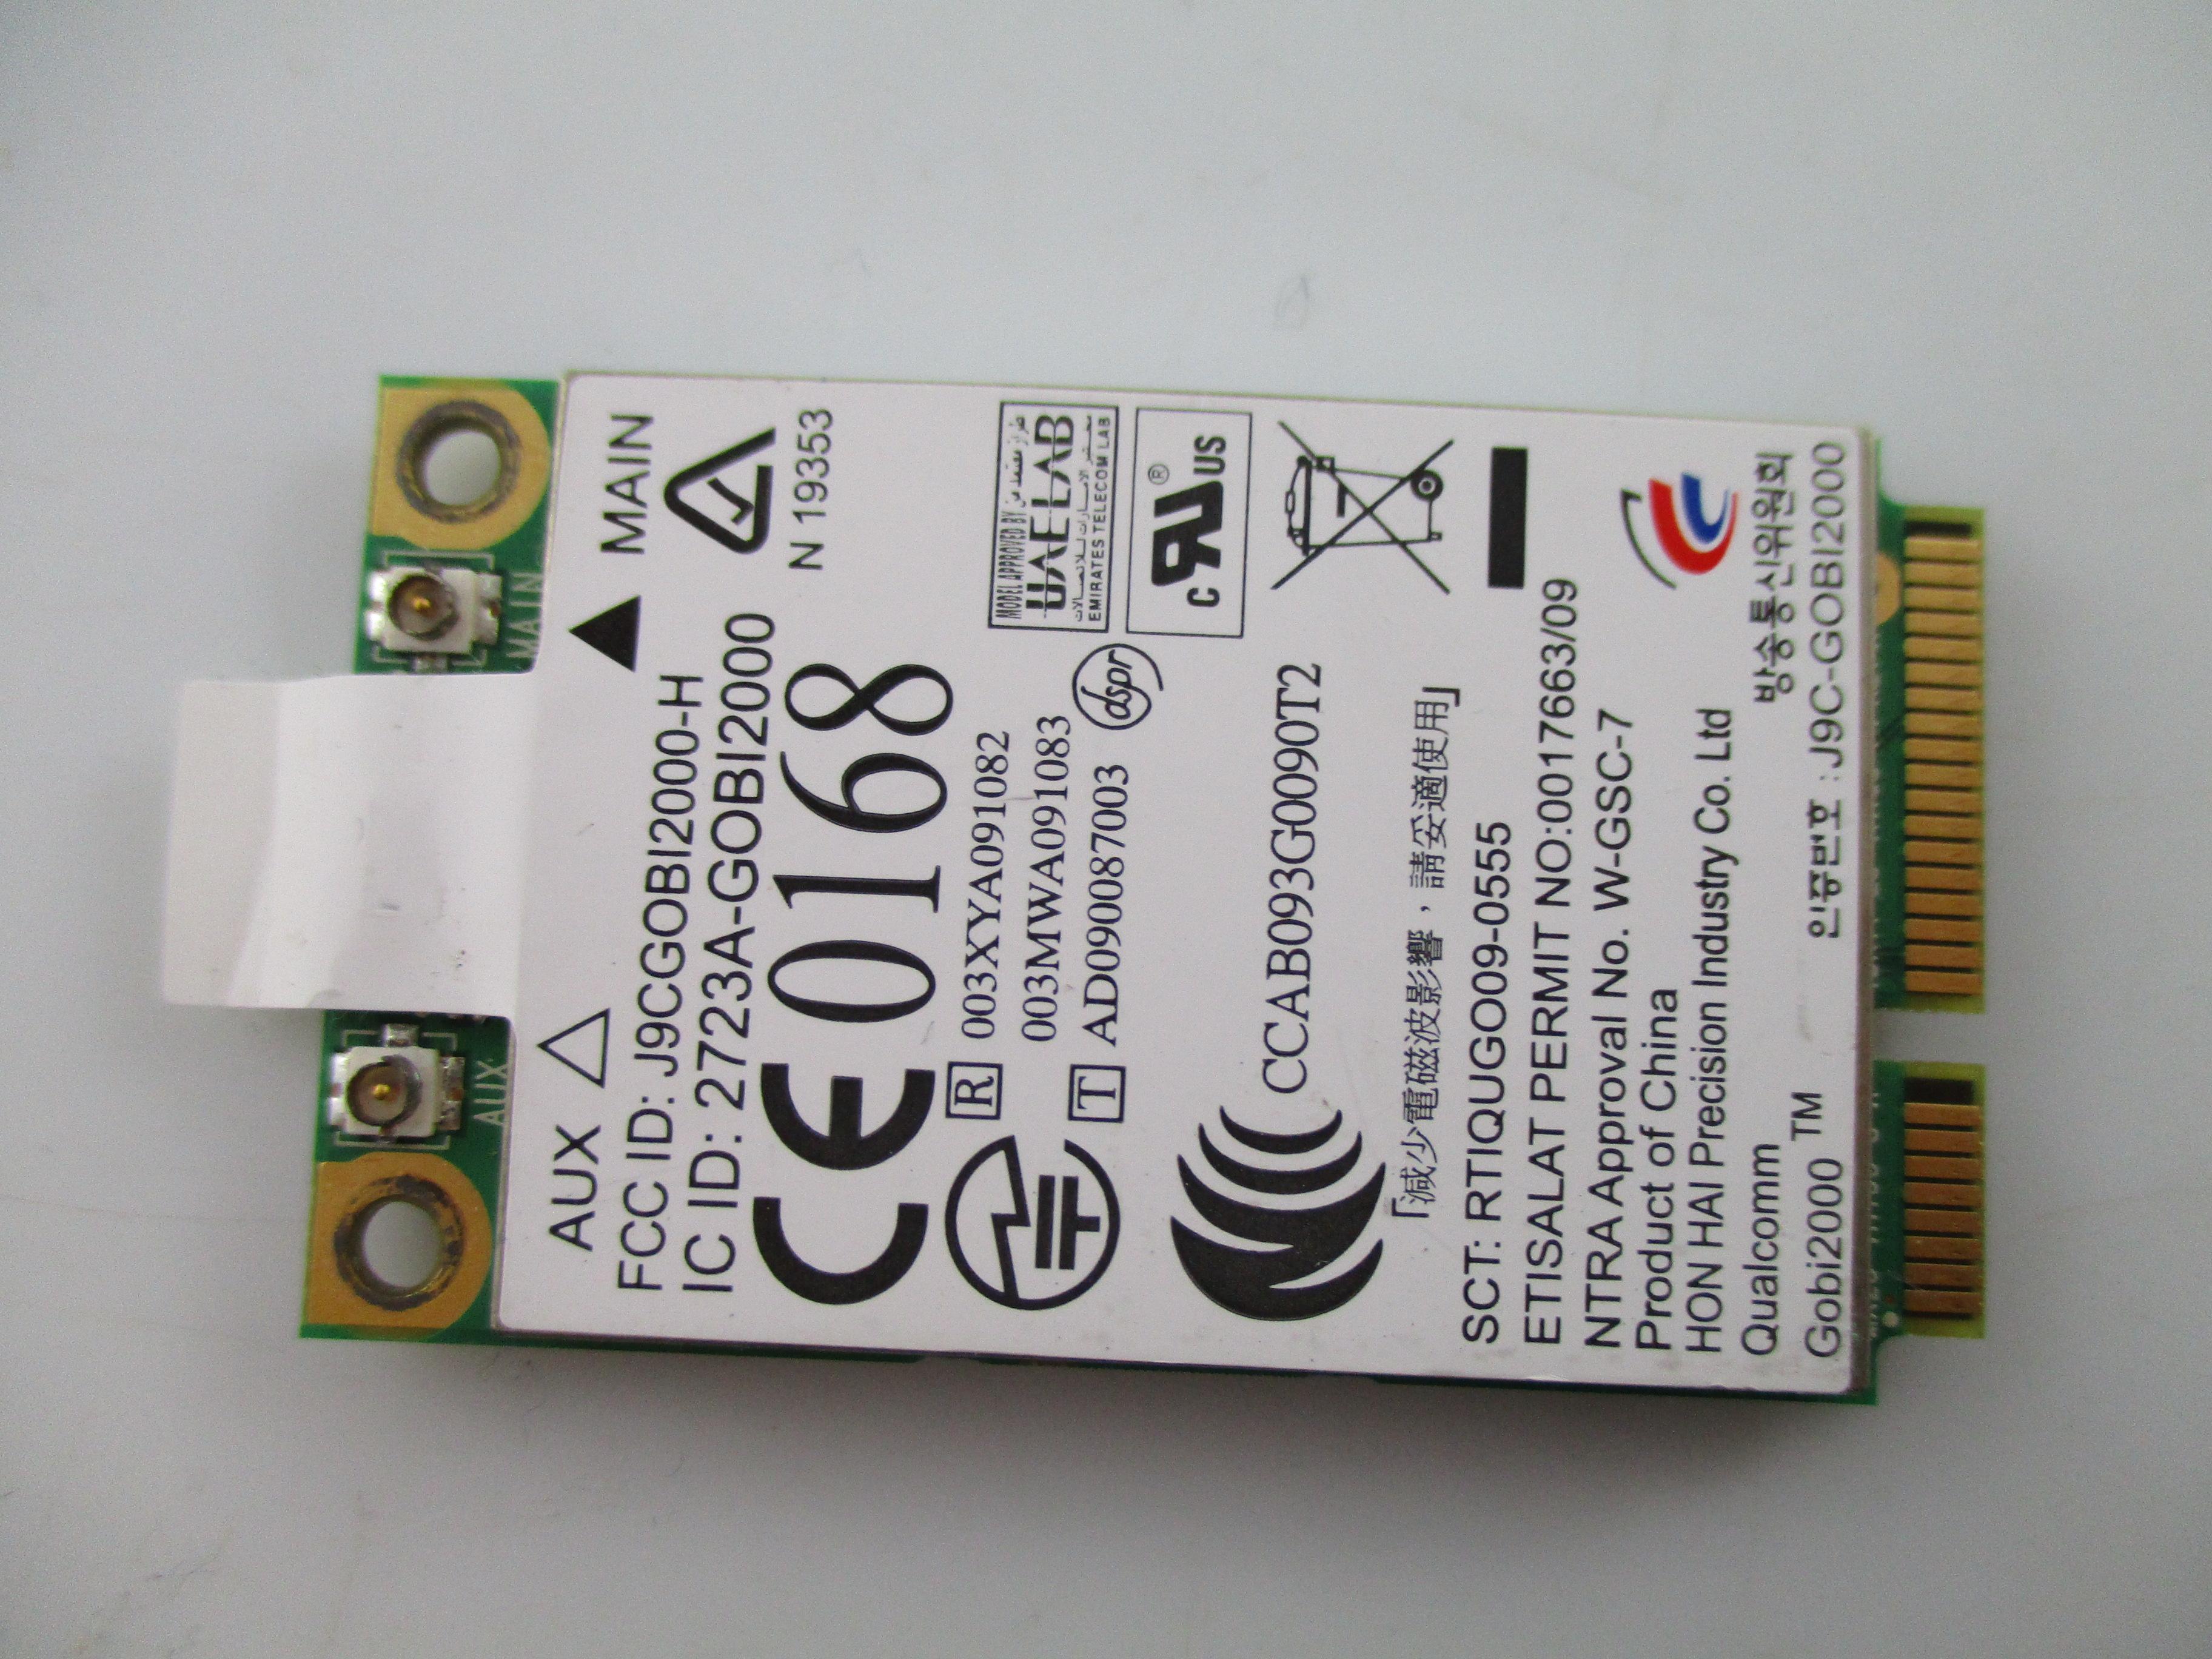 AUX MAIN
AUX MAIN
FCC ID: J9CGOBI2000-H
IC ID: 2723A-GOBI2000
N 19353
CE 0168
R 003XYA091082
003MWA091083
T AD090087003
dspr
MODEL APPROVED BY
UAE LAB
EMIRATES TELECOM LAB
c RU ® US
CCAB093G0090T2
「減少電磁波影響，請妥適使用」
SCT: RTIQUGO09-0555
ETISALAT PERMIT NO:0017663/09
NTRA Approval No. W-GSC-7
Product of China
HON HAI Precision Industry Co. Ltd
Qualcomm
방송통신위원회
Gobi2000 ™
인증번호 : J9C-GOBI2000